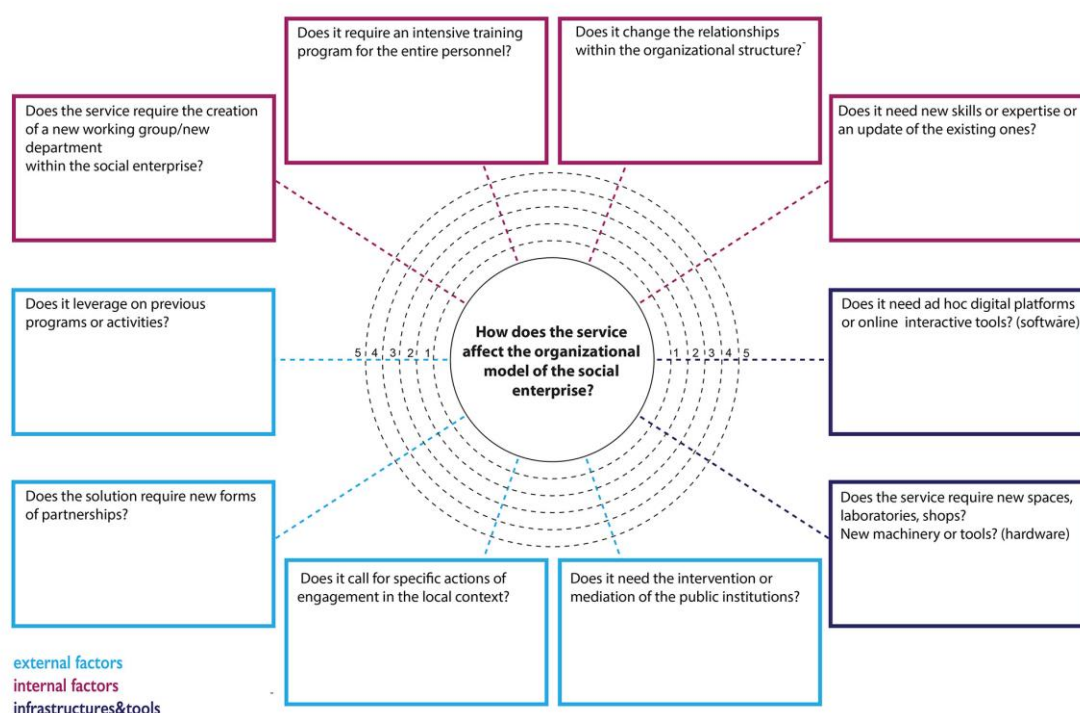 Does it require an intensive training
program for the entire personnel?
Does it change the relationships
within the organizational structure?
Does the service require the creation
of a new working group/new
department
within the social enterprise?
Does it need new skills or expertise or
an update of the existing ones?
Does it leverage on previous
programs or activities?
5 4 3 2 1
How does the service
affect the organizational
model of the social
enterprise?
1 2 3 4 5
Does it need ad hoc digital platforms
or online interactive tools? (software)
Does the solution require new forms
of partnerships?
Does the service require new spaces,
laboratories, shops?
New machinery or tools? (hardware)
Does it call for specific actions of
engagement in the local context?
Does it need the intervention or
mediation of the public institutions?
external factors
internal factors
infrastructures&tools